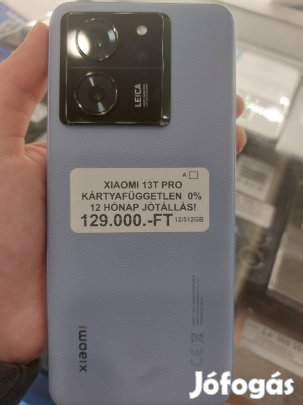 LEICA
A
XIAOMI 13T PRO
KÁRTYAFÜGGETLEN 0%
12 HÓNAP JÓTÁLLÁS!
129.000.-FT 12/512GB
xiaomi
Jófogás